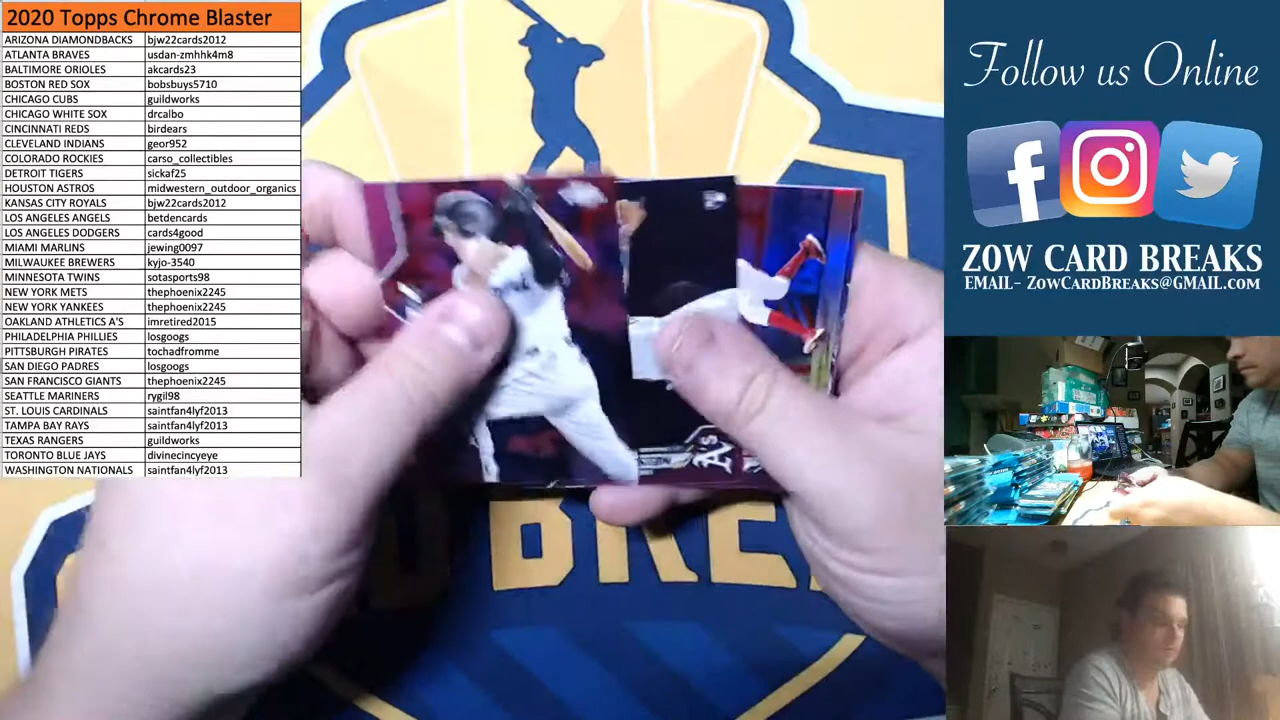 2020 Topps Chrome Blaster
ARIZONA DIAMONDBACKS bjw22cards2012
ATLANTA BRAVES usdan-zmhhk4m8
BALTIMORE ORIOLES akcards23
BOSTON RED SOX bobsbuys5710
CHICAGO CUBS guildworks
CHICAGO WHITE SOX drcalbo
CINCINNATI REDS birdears
CLEVELAND INDIANS geor952
COLORADO ROCKIES carso_collectibles
DETROIT TIGERS sickaf25
HOUSTON ASTROS midwestern_outdoor_organics
KANSAS CITY ROYALS bjw22cards2012
LOS ANGELES ANGELS betdencards
LOS ANGELES DODGERS cards4good
MIAMI MARLINS jewing0097
MILWAUKEE BREWERS kyjo-3540
MINNESOTA TWINS sotasports98
NEW YORK METS thephoenix2245
NEW YORK YANKEES thephoenix2245
OAKLAND ATHLETICS A'S imretired2015
PHILADELPHIA PHILLIES losgoogs
PITTSBURGH PIRATES tochadfromme
SAN DIEGO PADRES losgoogs
SAN FRANCISCO GIANTS thephoenix2245
SEATTLE MARINERS rygil98
ST. LOUIS CARDINALS saintfan4lyf2013
TAMPA BAY RAYS saintfan4lyf2013
TEXAS RANGERS guildworks
TORONTO BLUE JAYS divinecincyeye
WASHINGTON NATIONALS saintfan4lyf2013
A's
BRE
Follow us Online
f
ZOW CARD BREAKS
EMAIL- ZOWCARDBREAKS@GMAIL.COM